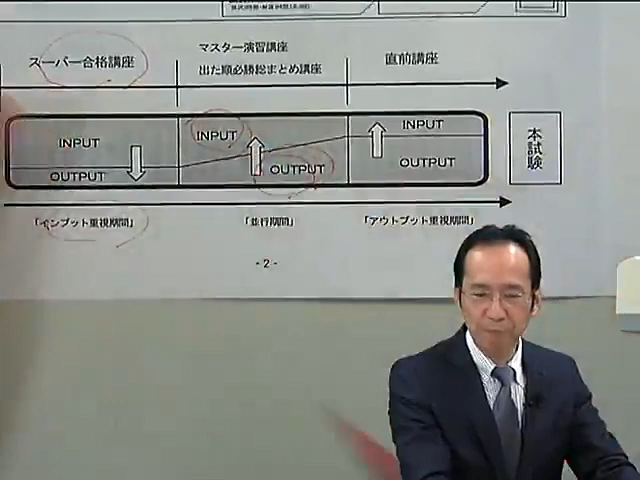 スーパー合格講座
マスター演習講座
出た順必勝総まとめ講座
直前講座
INPUT
OUTPUT
INPUT
OUTPUT
INPUT
OUTPUT
本試験
「インプット重視期間」
「並行期間」
「アウトプット重視期間」
- 2 -